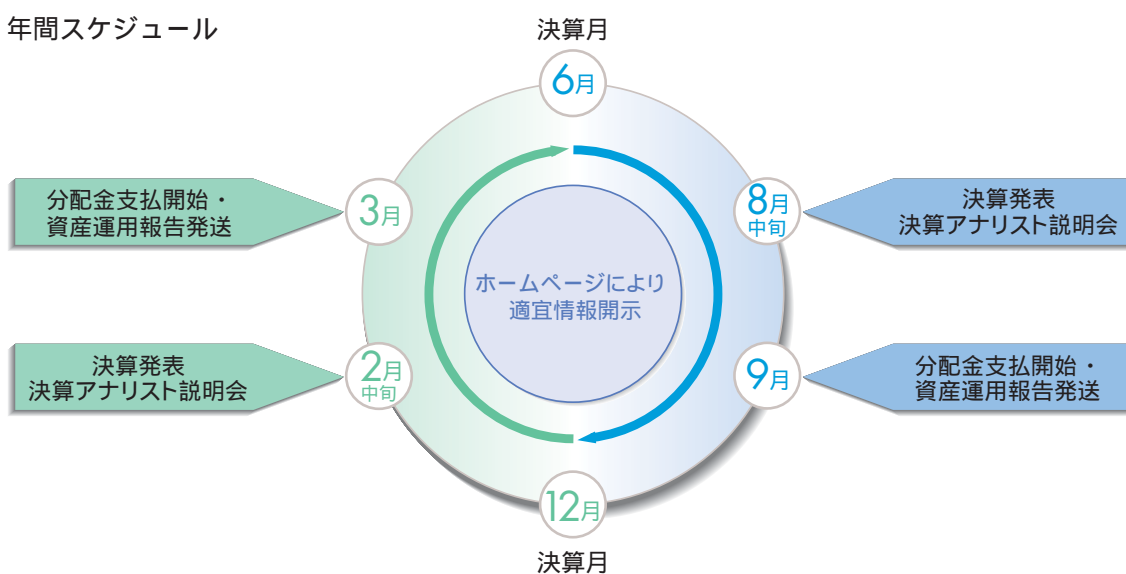 年間スケジュール
決算月
6月
分配金支払開始・
資産運用報告発送
3月
8月
中旬
決算発表
決算アナリスト説明会
ホームページにより
適宜情報開示
決算発表
決算アナリスト説明会
2月
中旬
9月
分配金支払開始・
資産運用報告発送
12月
決算月